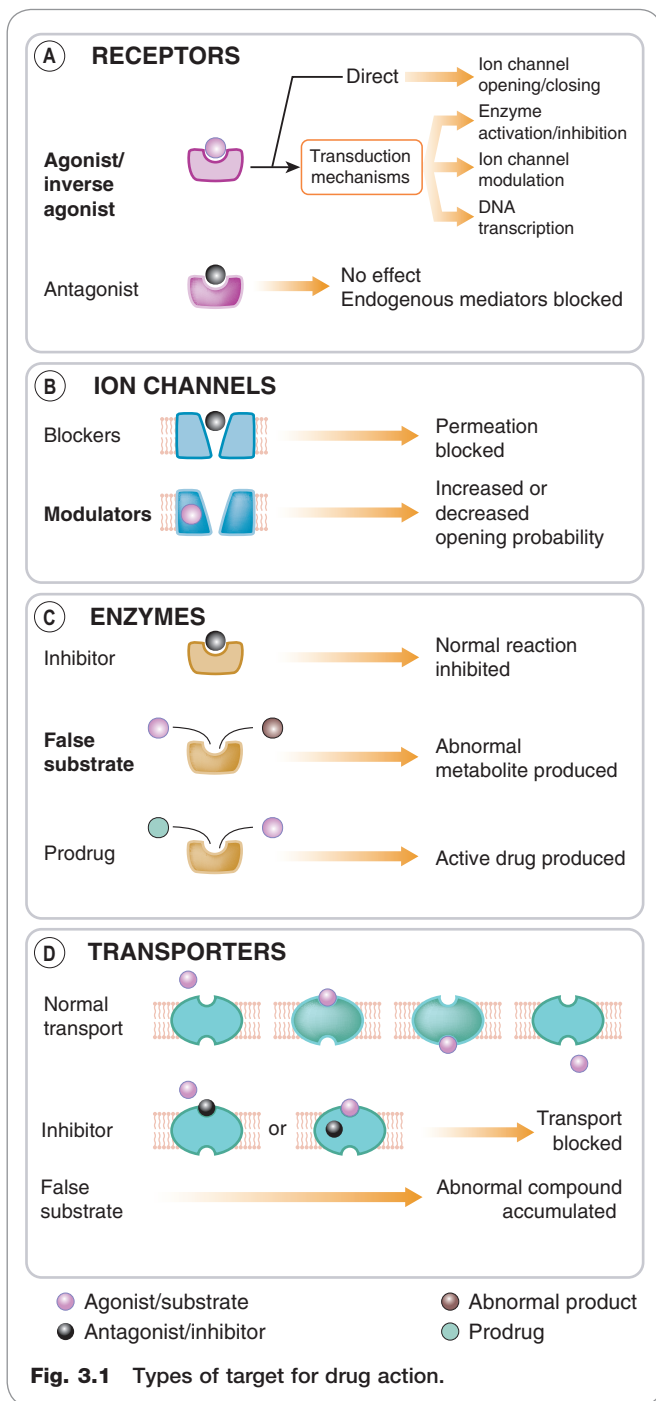 A RECEPTORS
Agonist/
inverse
agonist
Direct
Ion channel
opening/closing
Transduction
mechanisms
Enzyme
activation/inhibition
Ion channel
modulation
DNA
transcription
Antagonist
No effect
Endogenous mediators blocked
B ION CHANNELS
Blockers
Permeation
blocked
Modulators
Increased or
decreased
opening probability
C ENZYMES
Inhibitor
Normal reaction
inhibited
False
substrate
Abnormal
metabolite produced
Prodrug
Active drug produced
D TRANSPORTERS
Normal
transport
Inhibitor
or
Transport
blocked
False
substrate
Abnormal compound
accumulated
Agonist/substrate
Abnormal product
Antagonist/inhibitor
Prodrug
Fig. 3.1 Types of target for drug action.